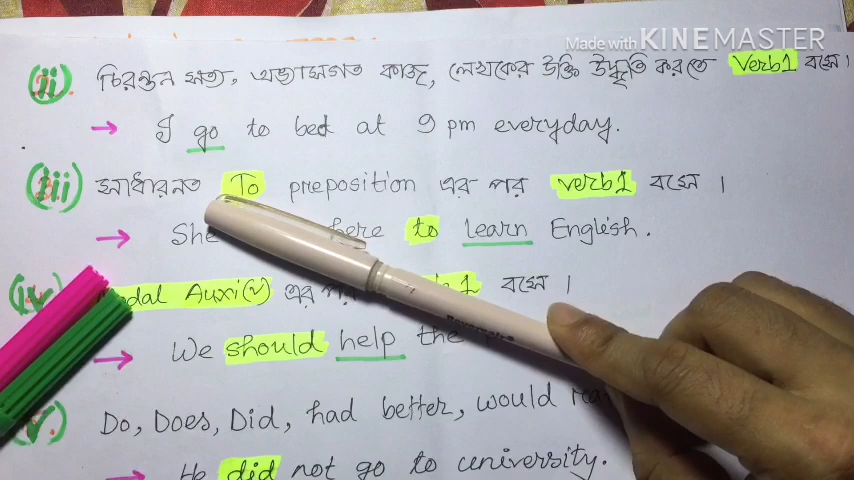 Made with KINEMASTER
(ii). চিরন্তন সত্য, অভ্যাসগত কাজ, লেখকের উক্তি উদ্ধৃতি করতে Verb1 বসে।
→ I go to bed at 9 pm everyday.
(iii) সাধারনত To preposition এর পর verb1 বসে।
→ She here to learn English.
Modal Auxi(v) এর পর বসে।
→ We should help the
(v). Do, Does, Did, had better, would
→ He did not go to university.